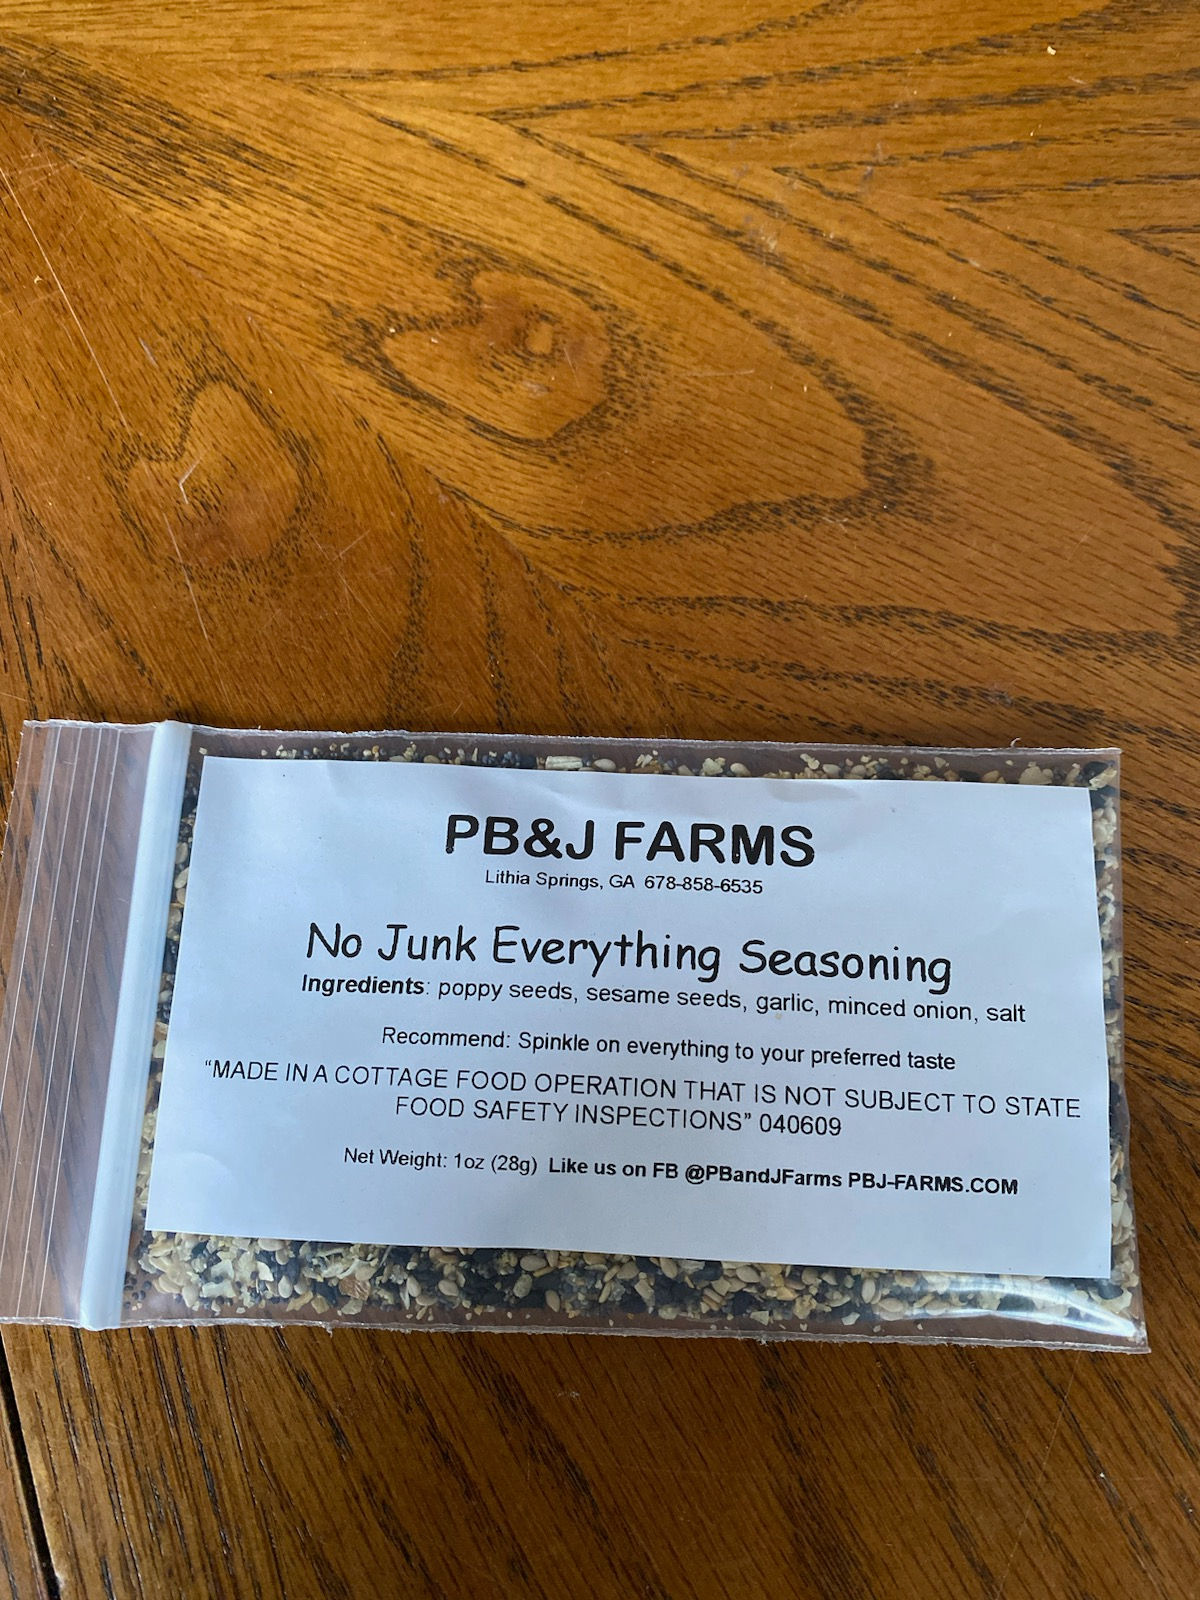 PB&J FARMS
Lithia Springs, GA 678-858-6535
No Junk Everything Seasoning
Ingredients: poppy seeds, sesame seeds, garlic, minced onion, salt
Recommend: Spinkle on everything to your preferred taste
“MADE IN A COTTAGE FOOD OPERATION THAT IS NOT SUBJECT TO STATE
FOOD SAFETY INSPECTIONS” 040609
Net Weight: 1oz (28g) Like us on FB @PBandJFarms PBJ-FARMS.COM